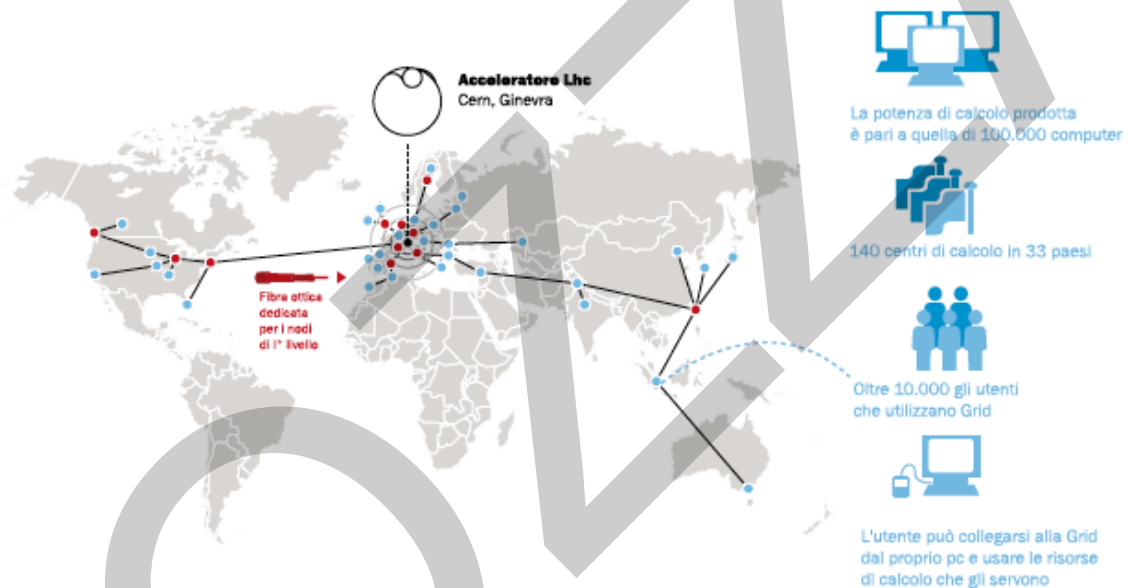 Acceleratore Lhc
Cern, Ginevra
La potenza di calcolo prodotta
è pari a quella di 100.000 computer
140 centri di calcolo in 33 paesi
Fibra ottica
dedicata
per i nodi
di I° livello
Oltre 10.000 gli utenti
che utilizzano Grid
L'utente può collegarsi alla Grid
dal proprio pc e usare le risorse
di calcolo che gli servono